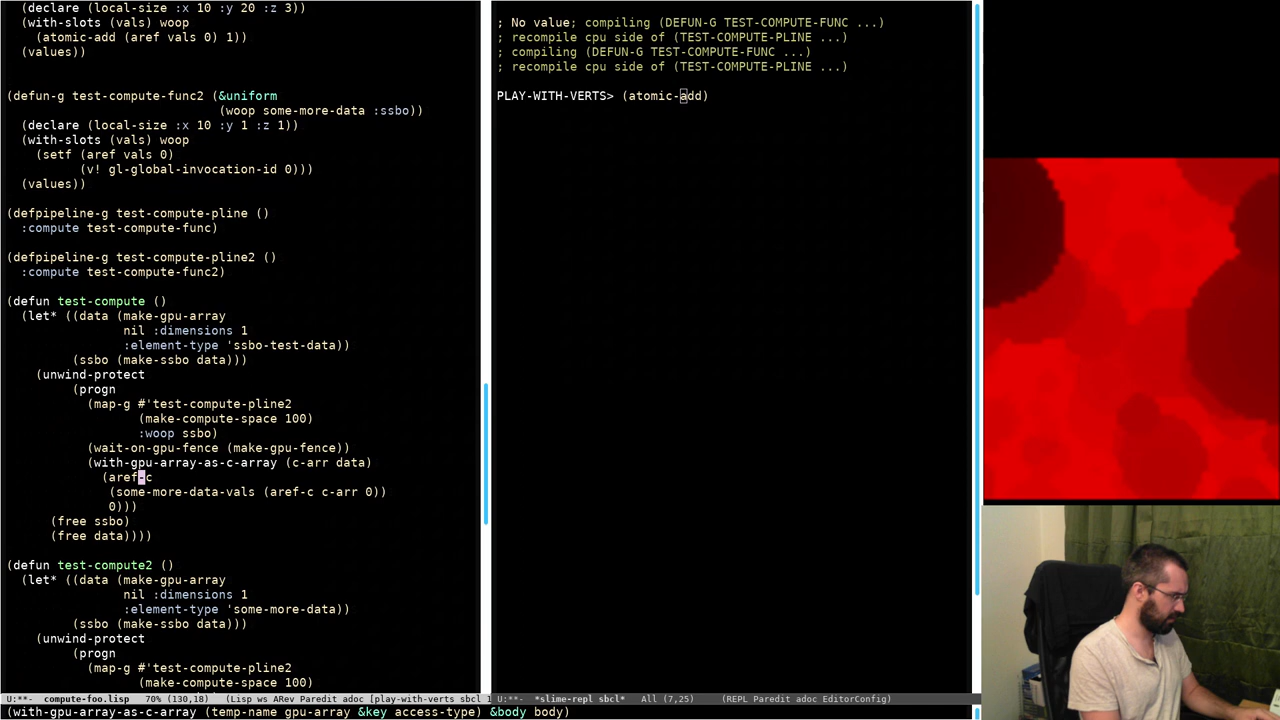 (declare (local-size :x 10 :y 20 :z 3))
  (with-slots (vals) woop
    (atomic-add (aref vals 0) 1))
  (values))
(defun-g test-compute-func2 (&uniform
                             (woop some-more-data :ssbo))
  (declare (local-size :x 10 :y 1 :z 1))
  (with-slots (vals) woop
    (setf (aref vals 0)
          (v! gl-global-invocation-id 0)))
  (values))
(defpipeline-g test-compute-pline ()
  :compute test-compute-func)
(defpipeline-g test-compute-pline2 ()
  :compute test-compute-func2)
(defun test-compute ()
  (let* ((data (make-gpu-array
                nil :dimensions 1
                :element-type 'ssbo-test-data))
         (ssbo (make-ssbo data)))
    (unwind-protect
         (progn
           (map-g #'test-compute-pline2
                  (make-compute-space 100)
                  :woop ssbo)
           (wait-on-gpu-fence (make-gpu-fence))
           (with-gpu-array-as-c-array (c-arr data)
             (aref-c
              (some-more-data-vals (aref-c c-arr 0))
              0)))
      (free ssbo)
      (free data))))
(defun test-compute2 ()
  (let* ((data (make-gpu-array
                nil :dimensions 1
                :element-type 'some-more-data))
         (ssbo (make-ssbo data)))
    (unwind-protect
         (progn
           (map-g #'test-compute-pline2
                  (make-compute-space 100)
U:**-  compute-foo.lisp   70% (130,18)   (Lisp ws ARev Paredit adoc [play-with-verts sbcl 1
; No value; compiling (DEFUN-G TEST-COMPUTE-FUNC ...)
; recompile cpu side of (TEST-COMPUTE-PLINE ...)
; compiling (DEFUN-G TEST-COMPUTE-FUNC ...)
; recompile cpu side of (TEST-COMPUTE-PLINE ...)
PLAY-WITH-VERTS> (atomic-add)
U:**-  *slime-repl sbcl*   All (7,25)     (REPL Paredit adoc EditorConfig)
(with-gpu-array-as-c-array (temp-name gpu-array &key access-type) &body body)